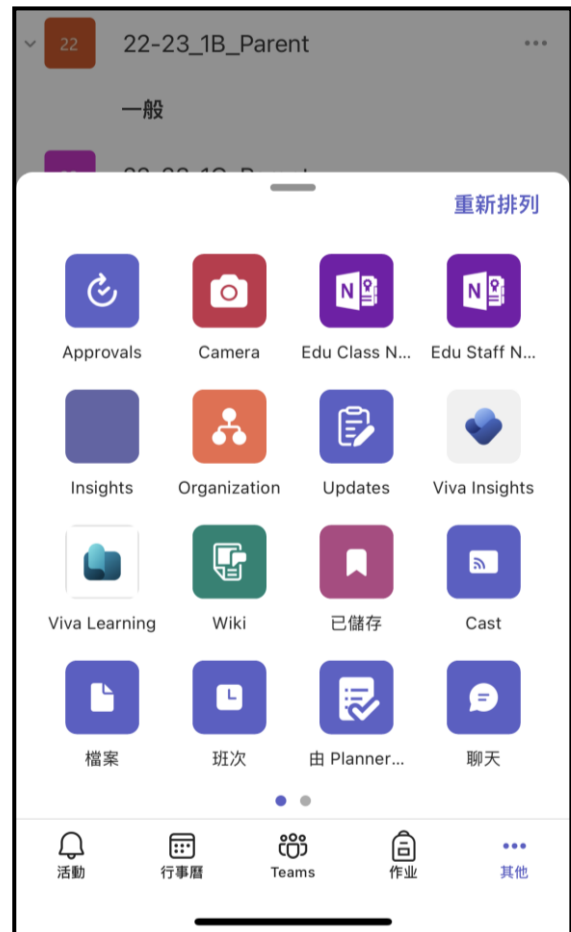 22 22-23_1B_Parent
一般
重新排列
Approvals Camera Edu Class N... Edu Staff N...
Insights Organization Updates Viva Insights
Viva Learning Wiki 已儲存 Cast
檔案 班次 由 Planner... 聊天
活動 行事曆 Teams 作业 其他